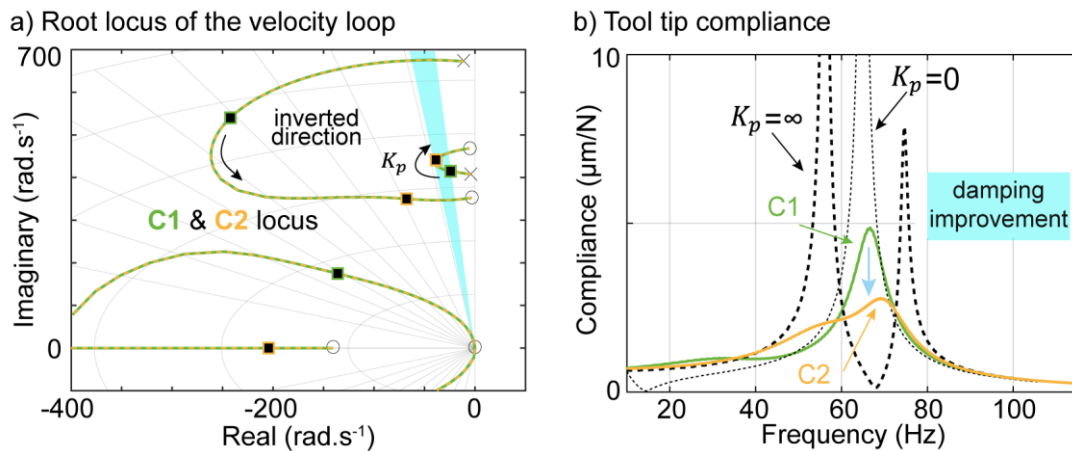 a) Root locus of the velocity loop
700
inverted
direction
Kp
C1 & C2 locus
0
Imaginary (rad.s⁻¹)
-400
-200
0
Real (rad.s⁻¹)
b) Tool tip compliance
10
Kp=∞
Kp=0
C1
damping
improvement
C2
0
Compliance (µm/N)
20
40
60
80
100
Frequency (Hz)